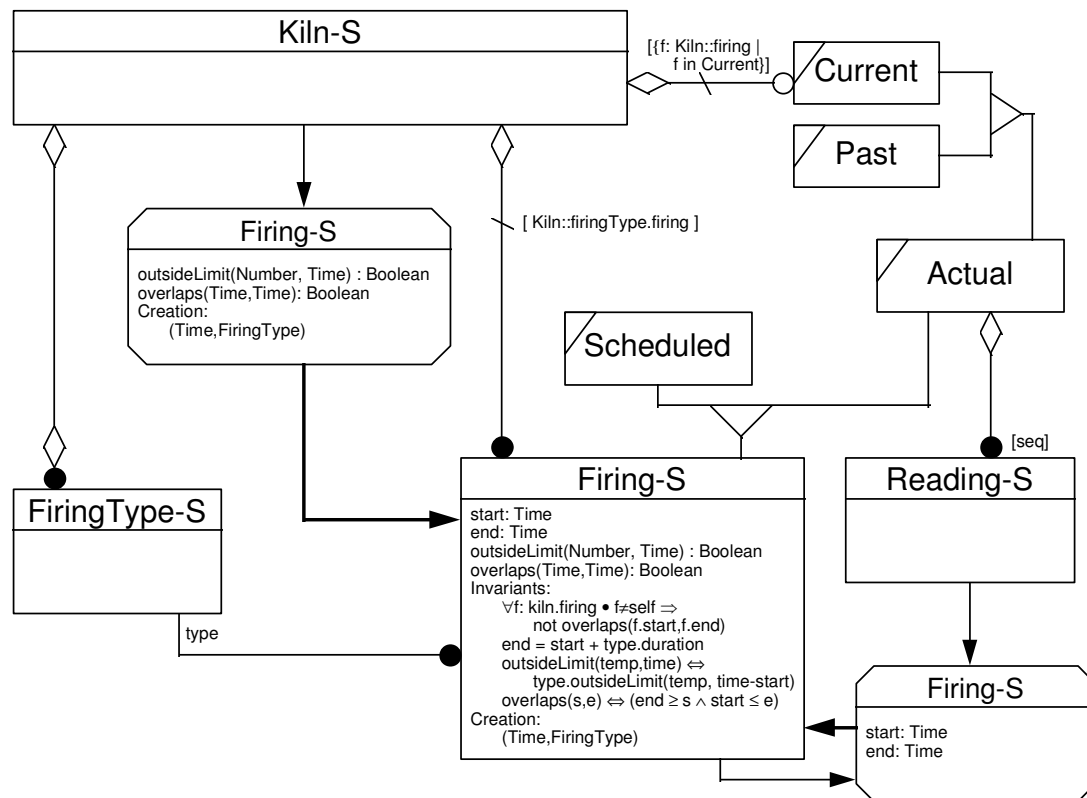 Kiln-S
[{f: Kiln::firing |
f in Current}]
Current
Past
Firing-S
outsideLimit(Number, Time) : Boolean
overlaps(Time,Time): Boolean
Creation:
(Time,FiringType)
[ Kiln::firingType.firing ]
Actual
Scheduled
[seq]
FiringType-S
type
Firing-S
start: Time
end: Time
outsideLimit(Number, Time) : Boolean
overlaps(Time,Time): Boolean
Invariants:
∀f: kiln.firing • f≠self ⇒
not overlaps(f.start,f.end)
end = start + type.duration
outsideLimit(temp,time) ⇔
type.outsideLimit(temp, time-start)
overlaps(s,e) ⇔ (end ≥ s ∧ start ≤ e)
Creation:
(Time,FiringType)
Reading-S
Firing-S
start: Time
end: Time